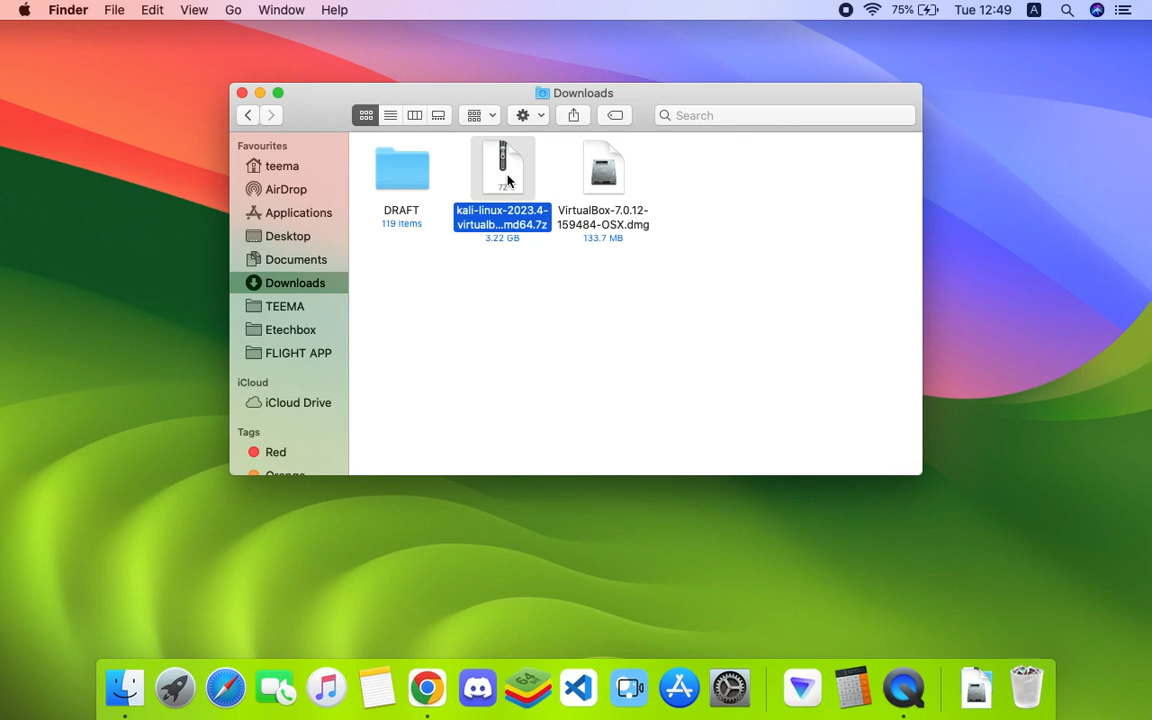 Finder File Edit View Go Window Help 75% Tue 12:49 A
Downloads
Search
Favourites
teema
AirDrop
Applications
Desktop
Documents
Downloads
TEEMA
Etechbox
FLIGHT APP
iCloud
iCloud Drive
Tags
Red
Orange
DRAFT
119 items
7Z
kali-linux-2023.4-
virtualb...md64.7z
3.22 GB
VirtualBox-7.0.12-
159484-OSX.dmg
133.7 MB
64